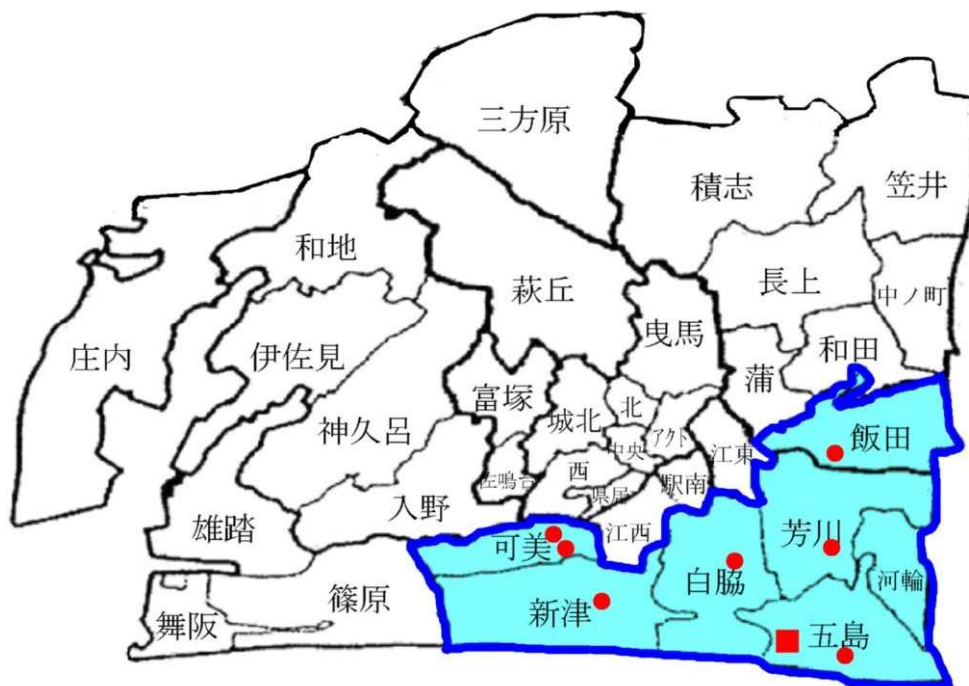 三方原
積志
笠井
和地
萩丘
長上
中ノ町
庄内
伊佐見
曳馬
和田
蒲
富塚
城北
北
神久呂
中央
アクト
江東
飯田
佐鳴台
西
県居
駅南
入野
雄踏
江西
可美
芳川
白脇
河輪
篠原
新津
舞阪
五島